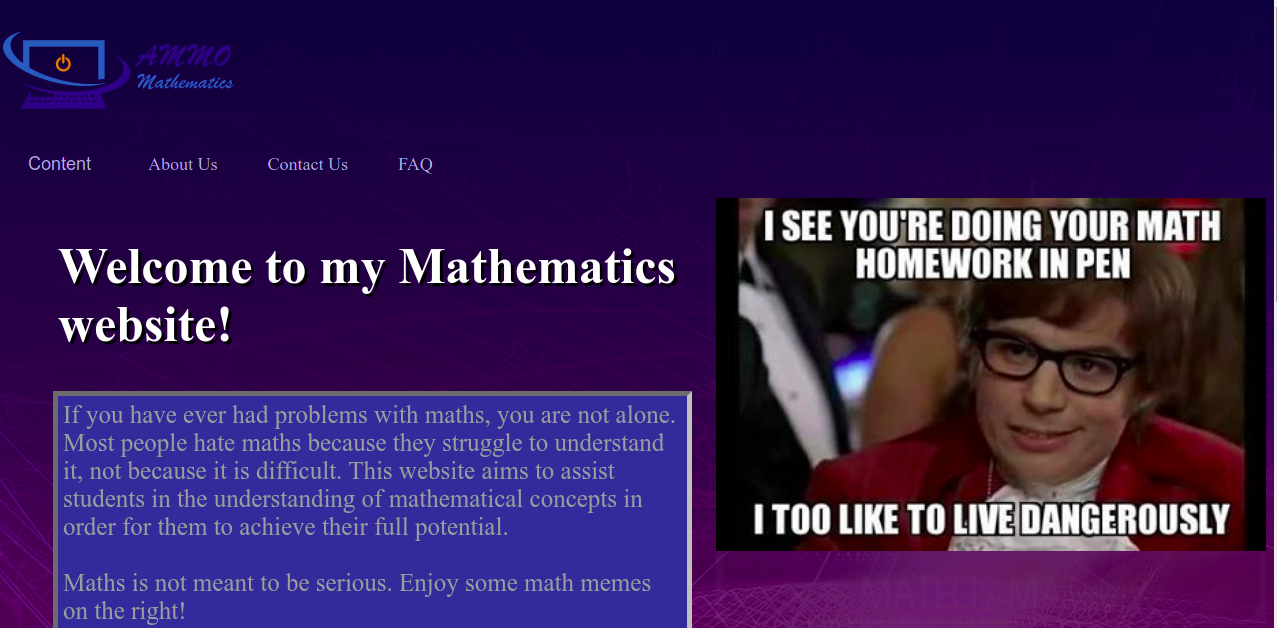 AMMO
Mathematics
Content About Us Contact Us FAQ
Welcome to my Mathematics
website!
If you have ever had problems with maths, you are not alone.
Most people hate maths because they struggle to understand
it, not because it is difficult. This website aims to assist
students in the understanding of mathematical concepts in
order for them to achieve their full potential.
Maths is not meant to be serious. Enjoy some math memes
on the right!
I SEE YOU'RE DOING YOUR MATH
HOMEWORK IN PEN
I TOO LIKE TO LIVE DANGEROUSLY
MATH IS